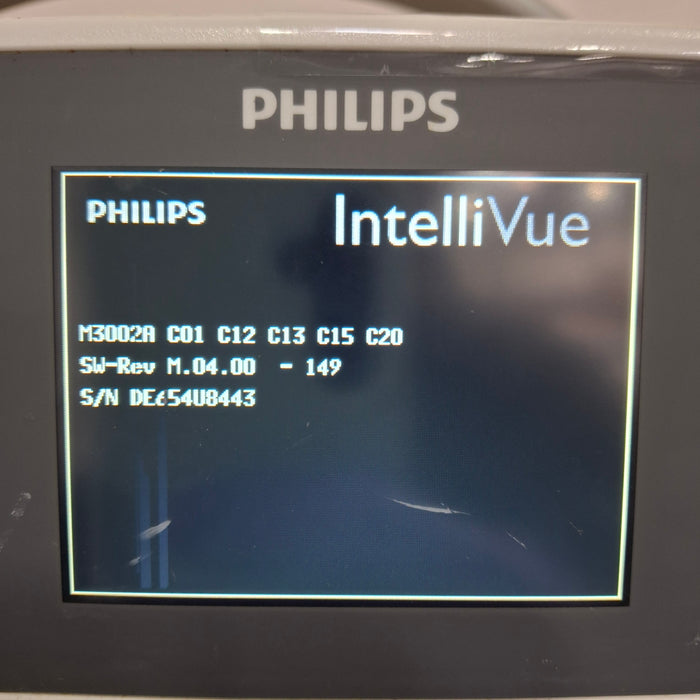 PHILIPS
PHILIPS IntelliVue
M3002A C01 C12 C13 C15 C20
SW-Rev M.04.00 - 149
S/N DE654U8443